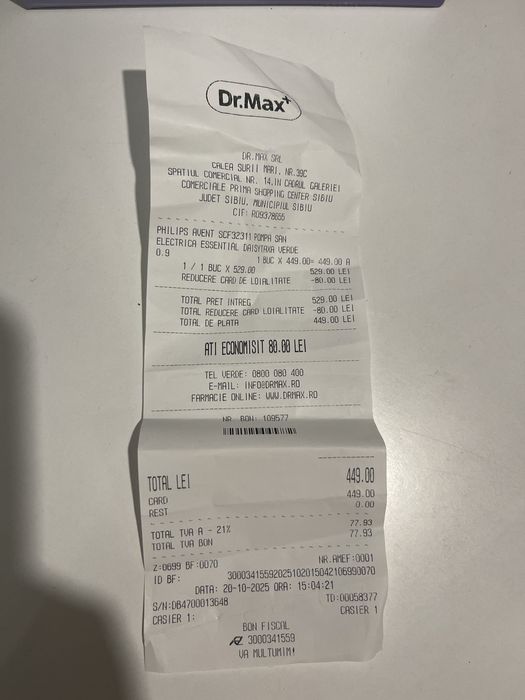 Dr.Max+
DR.MAX SRL
CALEA SURII MARI, NR.39C
SPATIUL COMERCIAL NR. 14,IN CADRUL GALERIEI
COMERCIALE PRIMA SHOPPING CENTER SIBIU
JUDET SIBIU, MUNICIPIUL SIBIU
CIF: RO9378655
PHILIPS AVENT SCF32311 POMPA SAN
ELECTRICA ESSENTIAL DAISYTAXA VERDE
0.9
1 BUC X 449.00= 449.00 A
1 / 1 BUC X 529.00 529.00 LEI
REDUCERE CARD DE LOIALITATE -80.00 LEI
TOTAL PRET INTREG 529.00 LEI
TOTAL REDUCERE CARD LOIALITATE -80.00 LEI
TOTAL DE PLATA 449.00 LEI
ATI ECONOMISIT 80.00 LEI
TEL VERDE: 0800 080 400
E-MAIL: INFO@DRMAX.RO
FARMACIE ONLINE: WWW.DRMAX.RO
NR. BON: 109577
TOTAL LEI 449.00
CARD 449.00
REST 0.00
TOTAL TVA A - 21% 77.93
TOTAL TVA BON 77.93
Z:0699 BF:0070 NR.AMEF:0001
ID BF: 30003415592025102015042106990070
DATA: 20-10-2025 ORA: 15:04:21
S/N:DB4700013648 TD:00058377
CASIER 1: CASIER 1
BON FISCAL
3000341559
VA MULTUMIM!